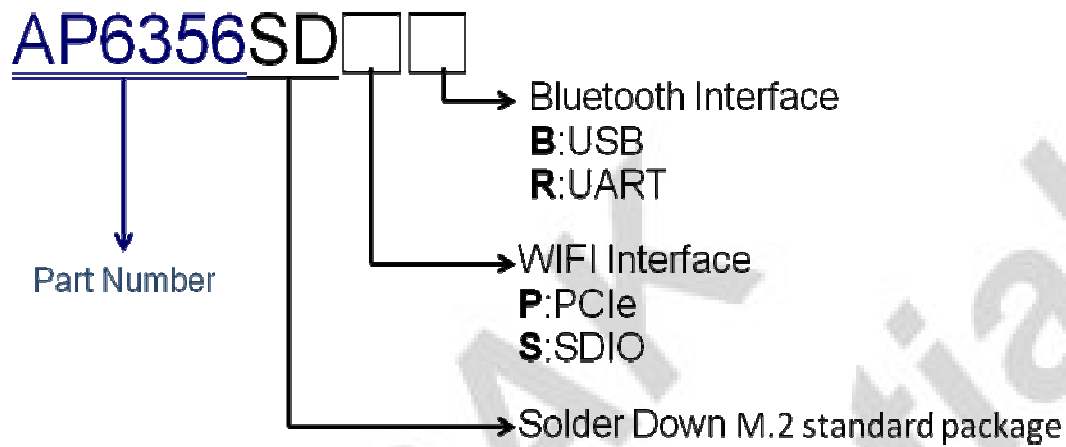 AP6356SD
Bluetooth Interface
B:USB
R:UART
WIFI Interface
Part Number
P:PCIe
S:SDIO
Solder Down M.2 standard package